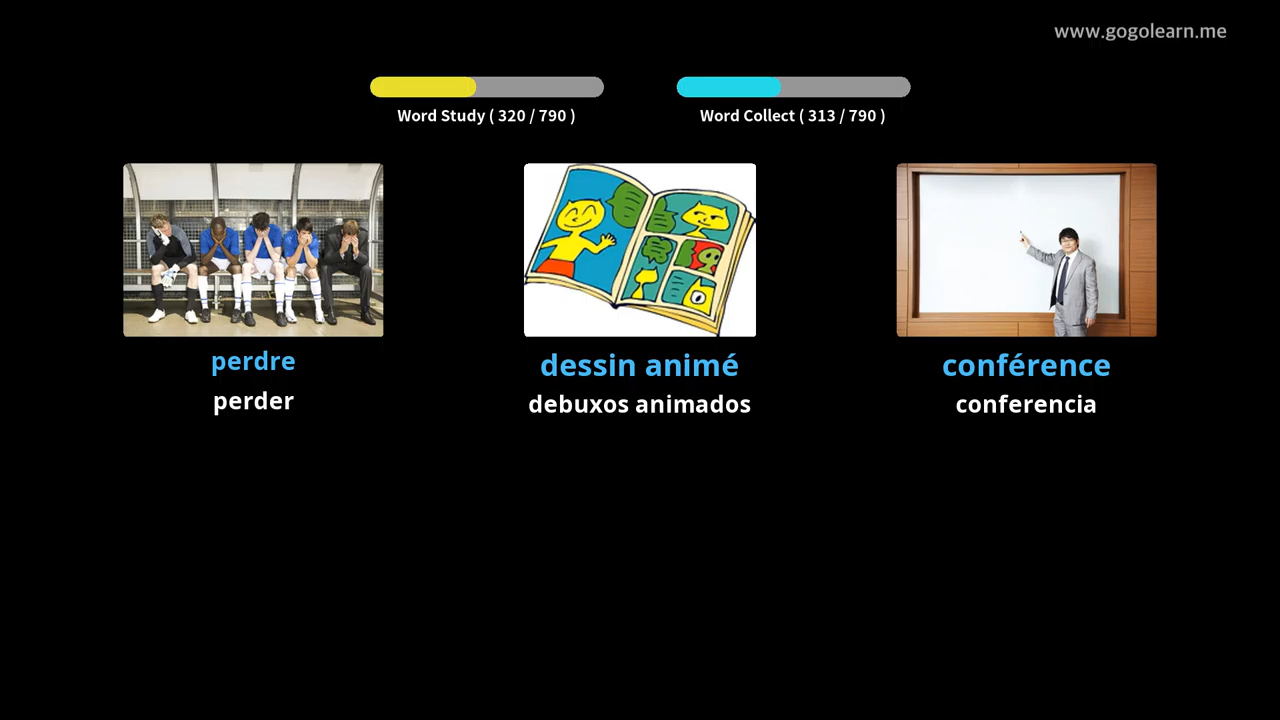 www.gogolearn.me
Word Study ( 320 / 790 )
Word Collect ( 313 / 790 )
perdre
perder
dessin animé
debuxos animados
conférence
conferencia